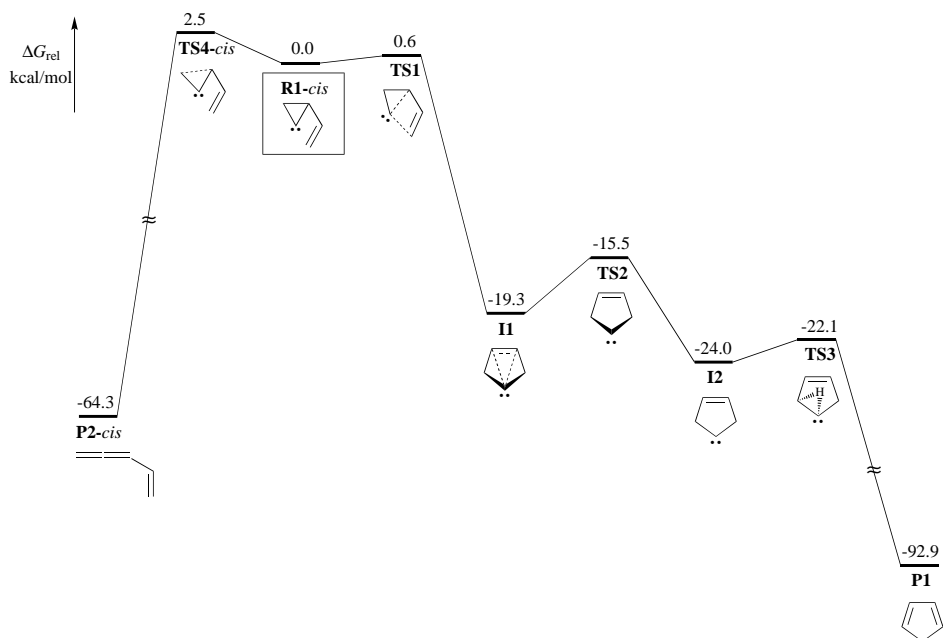 ΔGrel
kcal/mol
2.5
TS4-cis
0.0
R1-cis
0.6
TS1
-19.3
I1
-15.5
TS2
-24.0
I2
-22.1
TS3
H
-64.3
P2-cis
-92.9
P1